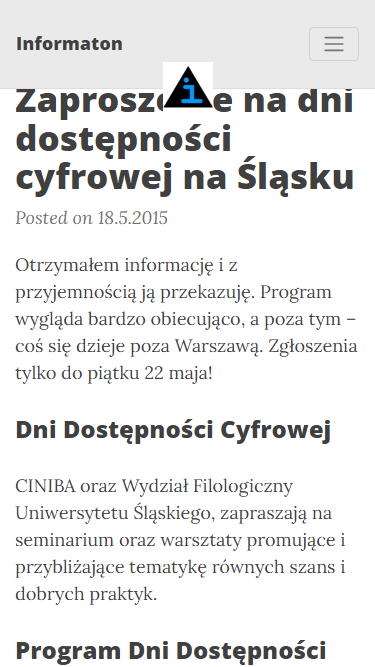 Informaton
Zaproszenie na dni
dostępności
cyfrowej na Śląsku
Posted on 18.5.2015
Otrzymałem informację i z
przyjemnością ją przekazuję. Program
wygląda bardzo obiecująco, a poza tym –
coś się dzieje poza Warszawą. Zgłoszenia
tylko do piątku 22 maja!
Dni Dostępności Cyfrowej
CINIBA oraz Wydział Filologiczny
Uniwersytetu Śląskiego, zapraszają na
seminarium oraz warsztaty promujące i
przybliżające tematykę równych szans i
dobrych praktyk.
Program Dni Dostępności